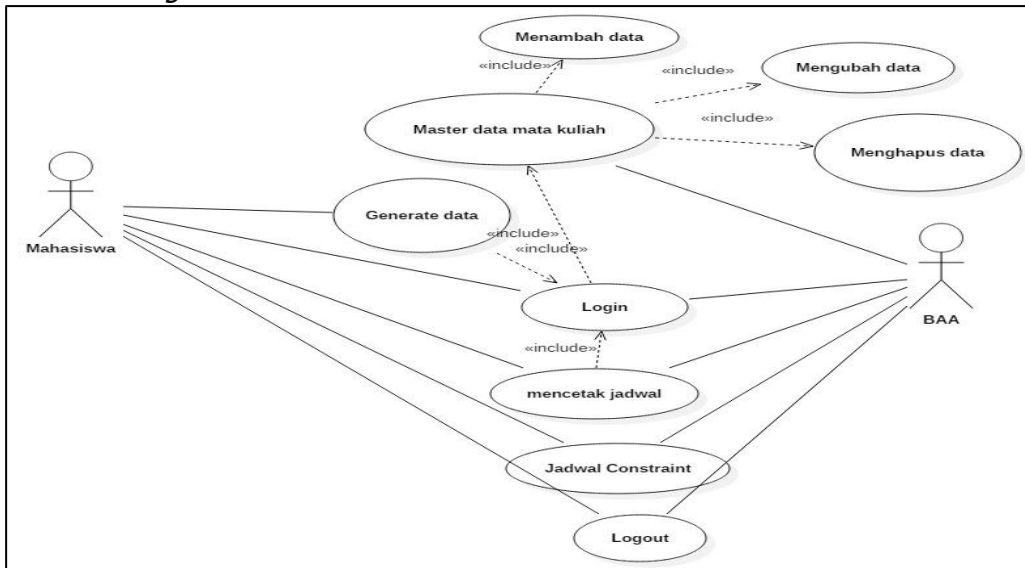 Menambah data
«include»
«include»
Mengubah data
Master data mata kuliah
«include»
Menghapus data
Generate data
Mahasiswa
«include»
«include»
Login
BAA
«include»
mencetak jadwal
Jadwal Constraint
Logout